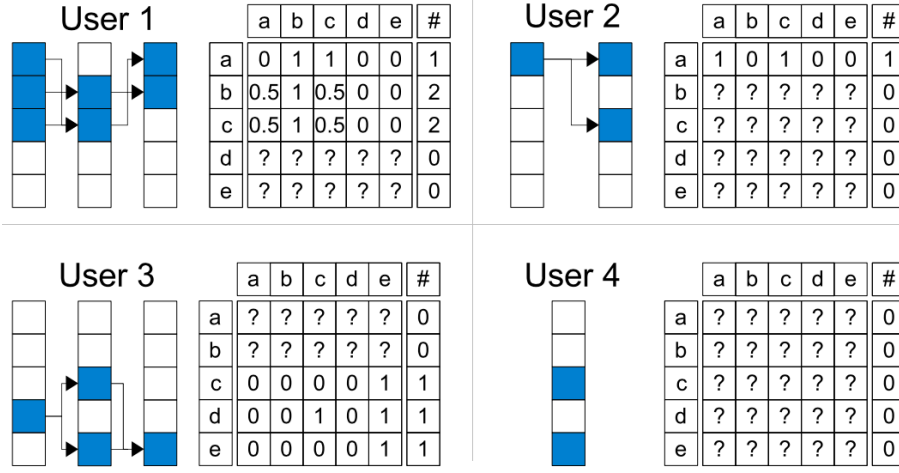 User 1
a b c d e #
a 0 1 1 0 0 1
b 0.5 1 0.5 0 0 2
c 0.5 1 0.5 0 0 2
d ? ? ? ? ? 0
e ? ? ? ? ? 0
User 2
a b c d e #
a 1 0 1 0 0 1
b ? ? ? ? ? 0
c ? ? ? ? ? 0
d ? ? ? ? ? 0
e ? ? ? ? ? 0
User 3
a b c d e #
a ? ? ? ? ? 0
b ? ? ? ? ? 0
c 0 0 0 0 1 1
d 0 0 1 0 1 1
e 0 0 0 0 1 1
User 4
a b c d e #
a ? ? ? ? ? 0
b ? ? ? ? ? 0
c ? ? ? ? ? 0
d ? ? ? ? ? 0
e ? ? ? ? ? 0